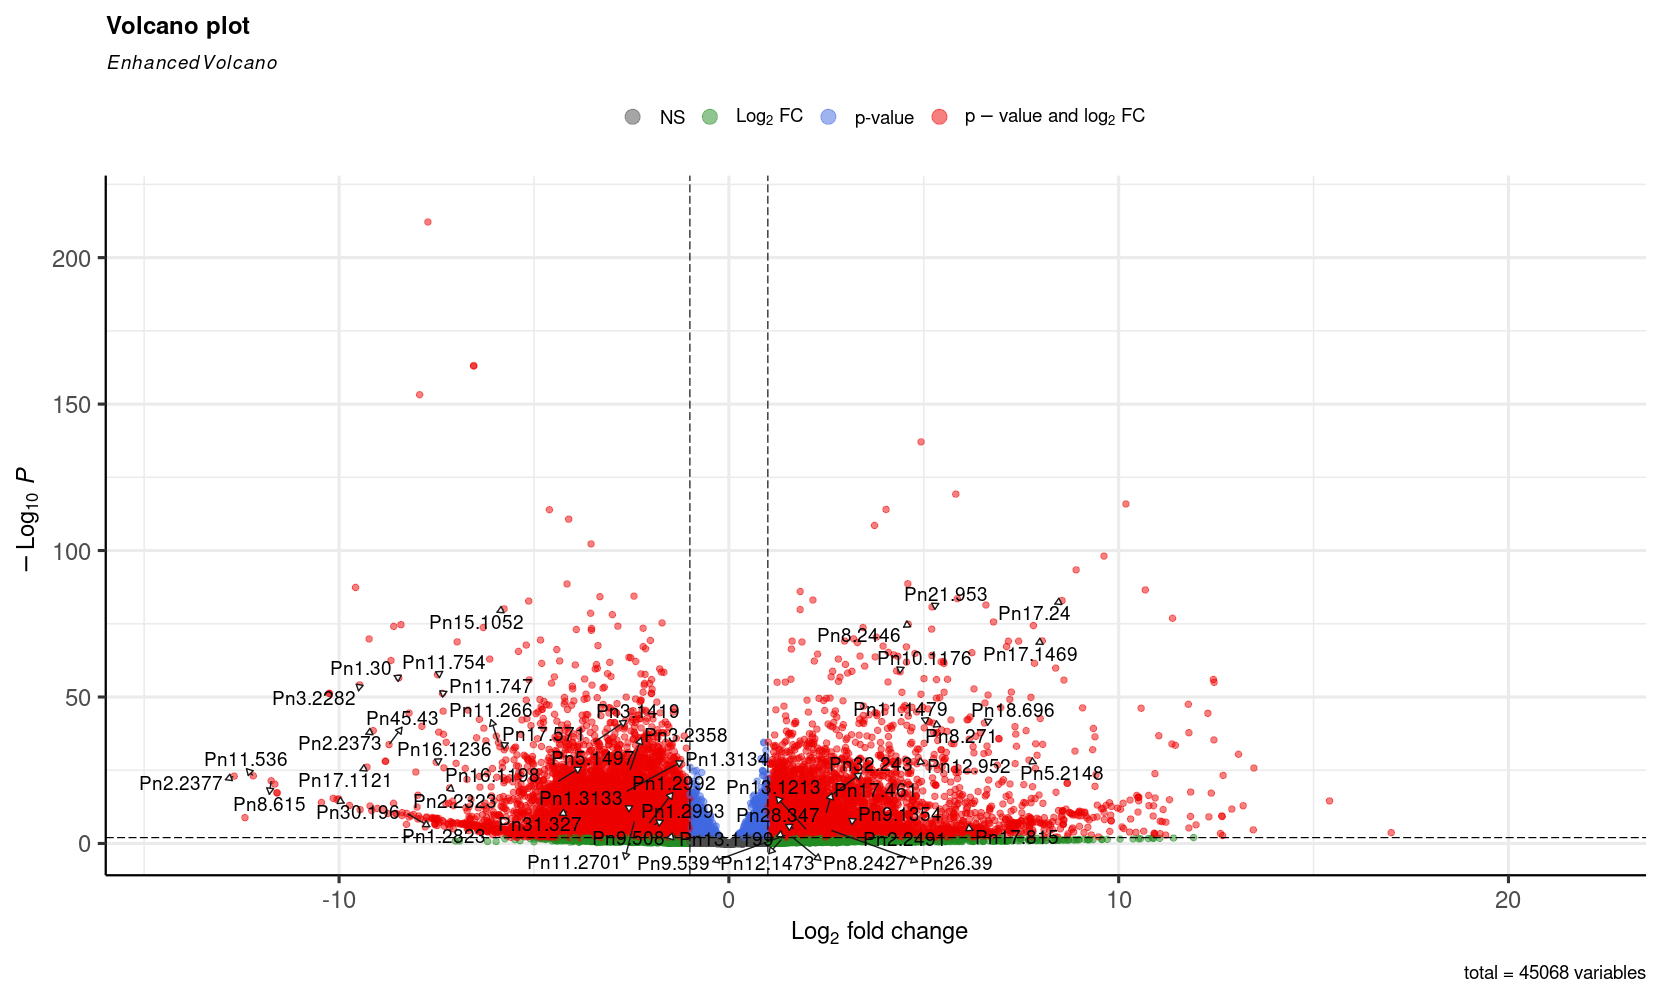 Volcano plot
EnhancedVolcano
NS
Log2 FC
p-value
p − value and log2 FC
− Log10 P
200
150
100
50
0
Pn21.953
Pn17.24
Pn15.1052
Pn8.2446
Pn17.1469
Pn10.1176
Pn1.30
Pn11.754
Pn11.747
Pn3.2282
Pn11.266
Pn3.1419
Pn11.1479
Pn18.696
Pn45.43
Pn17.571
Pn3.2358
Pn8.271
Pn2.2373
Pn16.1236
Pn11.536
Pn5.1497
Pn1.3134
Pn32.243
Pn12.952
Pn5.2148
Pn2.2377
Pn17.1121
Pn16.1198
Pn1.2992
Pn13.1213
Pn17.461
Pn8.615
Pn2.2323
Pn1.3133
Pn30.196
Pn1.2993
Pn28.347
Pn9.1354
Pn31.327
Pn1.2823
Pn9.508
Pn13.1199
Pn2.2491
Pn17.815
Pn11.2701
Pn9.539
Pn12.1473
Pn8.2427
Pn26.39
-10
0
10
20
Log2 fold change
total = 45068 variables